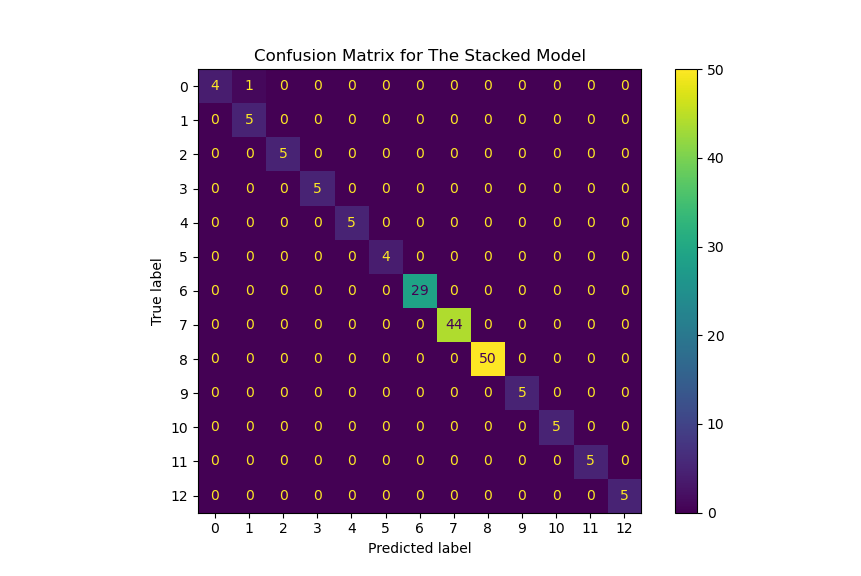 Confusion Matrix for The Stacked Model
True label
0 4 1 0 0 0 0 0 0 0 0 0 0 0
1 0 5 0 0 0 0 0 0 0 0 0 0 0
2 0 0 5 0 0 0 0 0 0 0 0 0 0
3 0 0 0 5 0 0 0 0 0 0 0 0 0
4 0 0 0 0 5 0 0 0 0 0 0 0 0
5 0 0 0 0 0 4 0 0 0 0 0 0 0
6 0 0 0 0 0 0 29 0 0 0 0 0 0
7 0 0 0 0 0 0 0 44 0 0 0 0 0
8 0 0 0 0 0 0 0 0 50 0 0 0 0
9 0 0 0 0 0 0 0 0 0 5 0 0 0
10 0 0 0 0 0 0 0 0 0 0 5 0 0
11 0 0 0 0 0 0 0 0 0 0 0 5 0
12 0 0 0 0 0 0 0 0 0 0 0 0 5
0 1 2 3 4 5 6 7 8 9 10 11 12
Predicted label
50
40
30
20
10
0